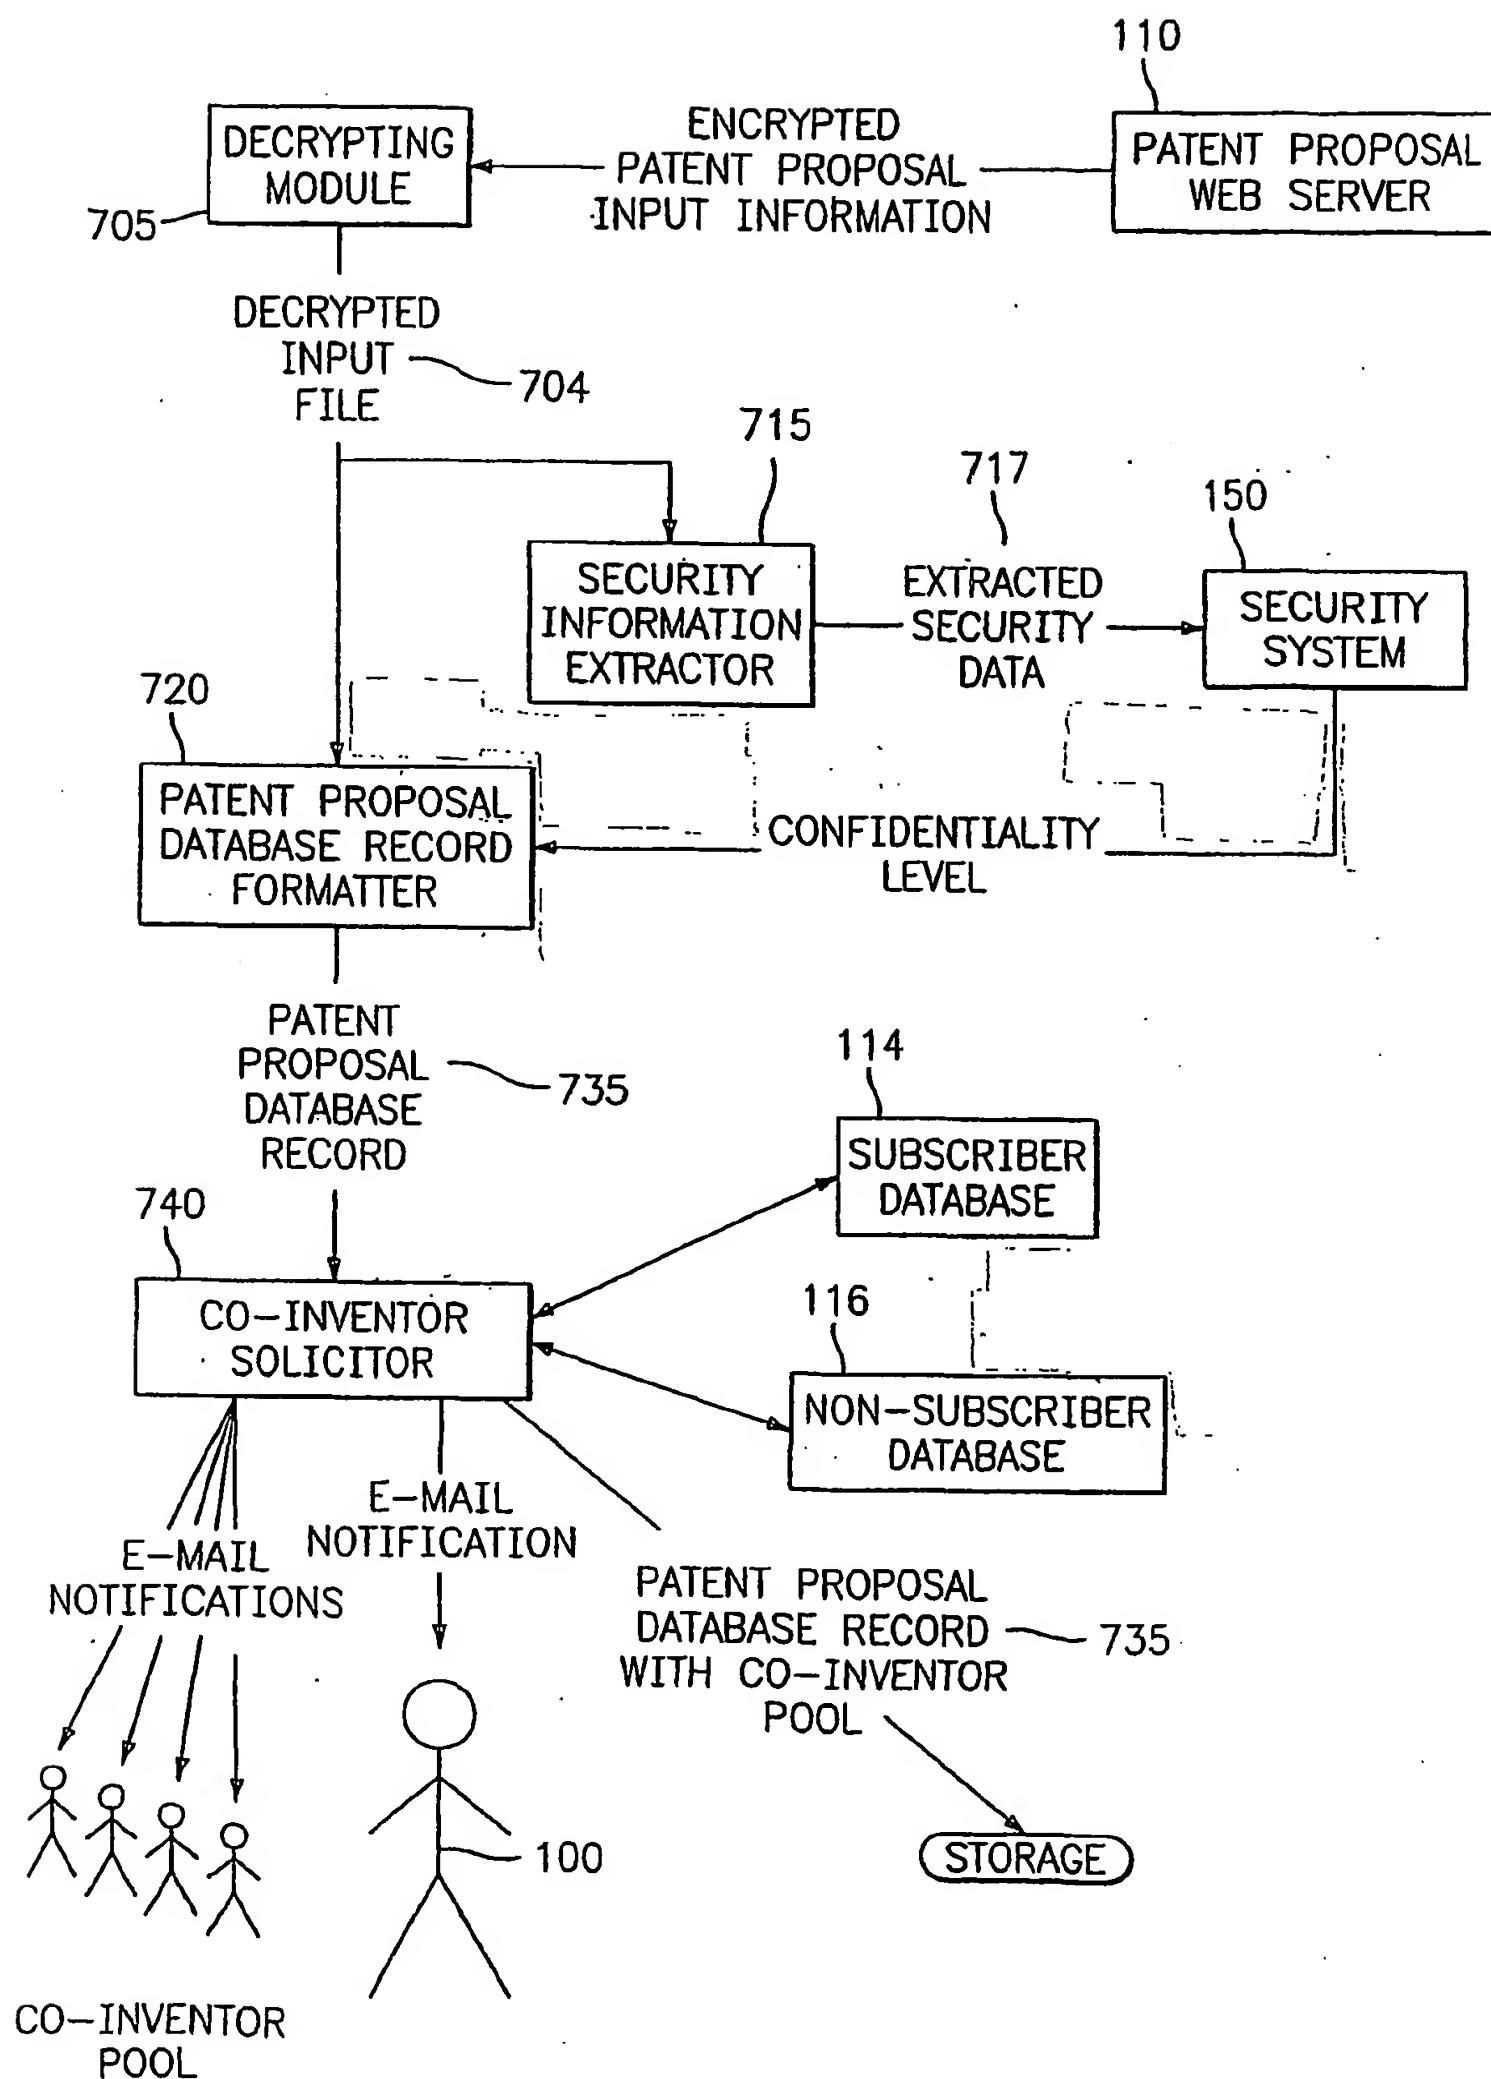 110
DECRYPTING
MODULE
705
ENCRYPTED
PATENT PROPOSAL
INPUT INFORMATION
PATENT PROPOSAL
WEB SERVER
DECRYPTED
INPUT
FILE
704
715
717
150
SECURITY
INFORMATION
EXTRACTOR
EXTRACTED
SECURITY
DATA
SECURITY
SYSTEM
720
PATENT PROPOSAL
DATABASE RECORD
FORMATTER
CONFIDENTIALITY
LEVEL
PATENT
PROPOSAL
DATABASE
RECORD
735
114
SUBSCRIBER
DATABASE
740
CO-INVENTOR
SOLICITOR
116
NON-SUBSCRIBER
DATABASE
E-MAIL
NOTIFICATIONS
E-MAIL
NOTIFICATION
PATENT PROPOSAL
DATABASE RECORD
WITH CO-INVENTOR
POOL
735
100
STORAGE
CO-INVENTOR
POOL